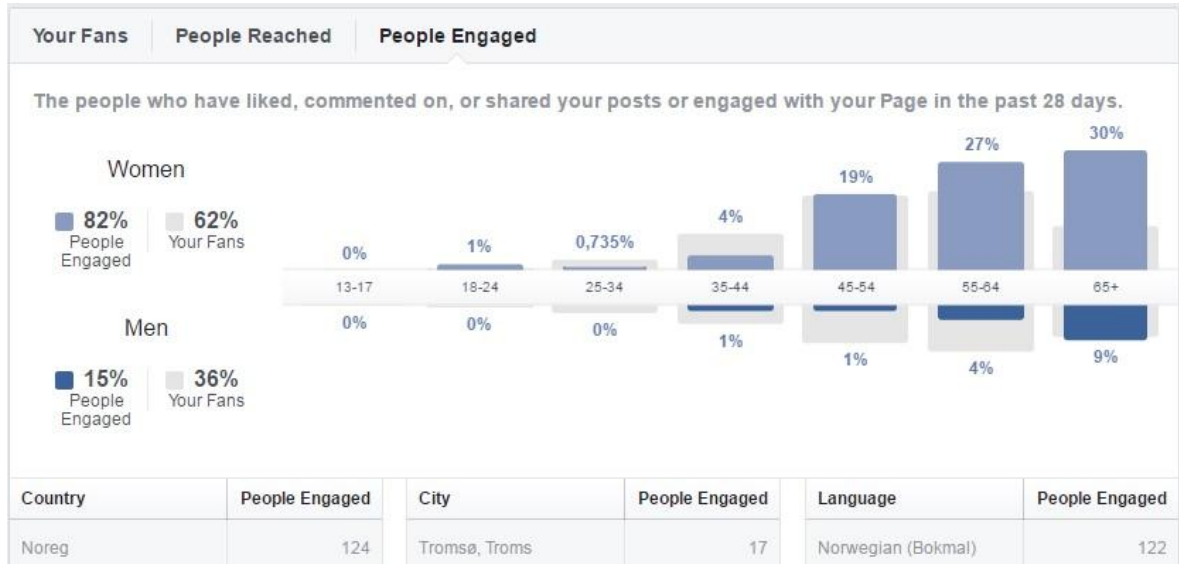 Your Fans People Reached People Engaged
The people who have liked, commented on, or shared your posts or engaged with your Page in the past 28 days.
Women
82% People Engaged
62% Your Fans
0% 1% 0,735% 4% 19% 27% 30%
13-17 18-24 25-34 35-44 45-54 55-64 65+
0% 0% 0% 1% 1% 4% 9%
Men
15% People Engaged
36% Your Fans
Country People Engaged City People Engaged Language People Engaged
Noreg 124 Tromsø, Troms 17 Norwegian (Bokmal) 122